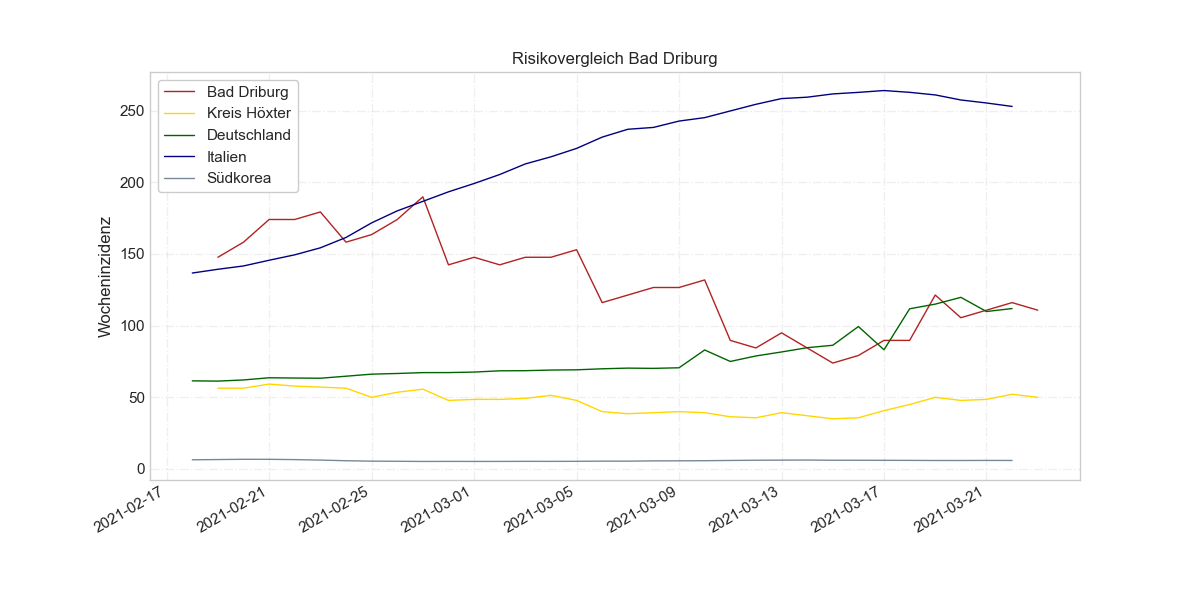 Risikovergleich Bad Driburg
Bad Driburg
Kreis Höxter
Deutschland
Italien
Südkorea
Wocheninzidenz
250
200
150
100
50
0
2021-02-17
2021-02-21
2021-02-25
2021-03-01
2021-03-05
2021-03-09
2021-03-13
2021-03-17
2021-03-21